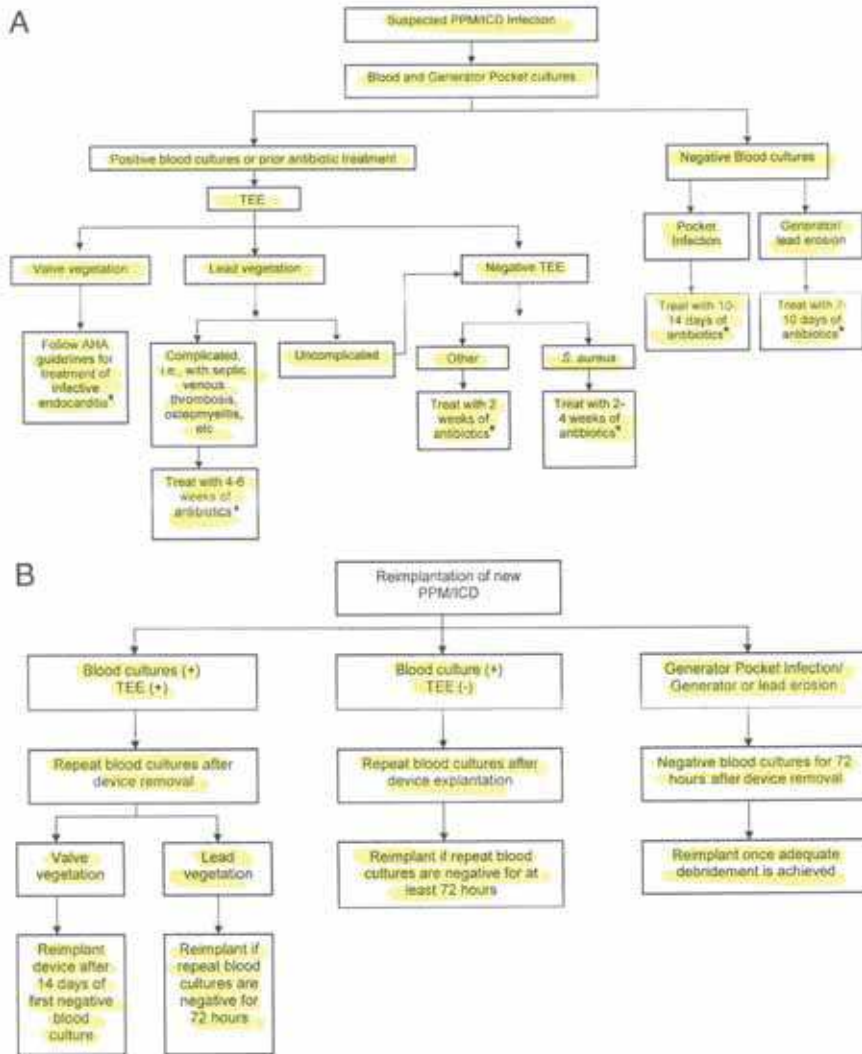 A
Suspected PPM/ICD Infection
Blood and Generator Pocket cultures
Positive blood cultures or prior antibiotic treatment
Negative Blood cultures
TEE
Pocket
Infection
Generator/
lead erosion
Valve vegetation
Lead vegetation
Negative TEE
Treat with 10-
14 days of
antibiotics*
Treat with 7-
10 days of
antibiotics*
Follow AHA
guidelines for
treatment of
infective
endocarditis*
Complicated,
i.e., with septic
venous
thrombosis,
osteomyelitis,
etc
Uncomplicated
Other
S. aureus
Treat with 2
weeks of
antibiotics*
Treat with 2-
4 weeks of
antibiotics*
Treat with 4-6
weeks of
antibiotics*
B
Reimplantation of new
PPM/ICD
Blood cultures (+)
TEE (+)
Blood culture (+)
TEE (-)
Generator Pocket Infection/
Generator or lead erosion
Repeat blood cultures after
device removal
Repeat blood cultures after
device explantation
Negative blood cultures for 72
hours after device removal
Valve
vegetation
Lead
vegetation
Reimplant if repeat blood
cultures are negative for at
least 72 hours
Reimplant once adequate
debridement is achieved
Reimplant
device after
14 days of
first negative
blood
culture
Reimplant if
repeat blood
cultures are
negative for
72 hours